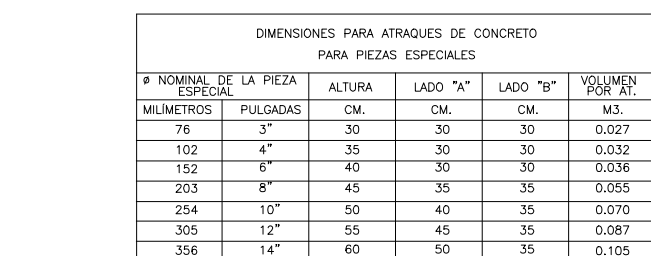 DIMENSIONES PARA ATRAQUES DE CONCRETO
PARA PIEZAS ESPECIALES
ø NOMINAL DE LA PIEZA ESPECIAL ALTURA LADO "A" LADO "B" VOLUMEN POR AT.
MILÍMETROS PULGADAS CM. CM. CM. M3.
76 3" 30 30 30 0.027
102 4" 35 30 30 0.032
152 6" 40 30 30 0.036
203 8" 45 35 35 0.055
254 10" 50 40 35 0.070
305 12" 55 45 35 0.087
356 14" 60 50 35 0.105